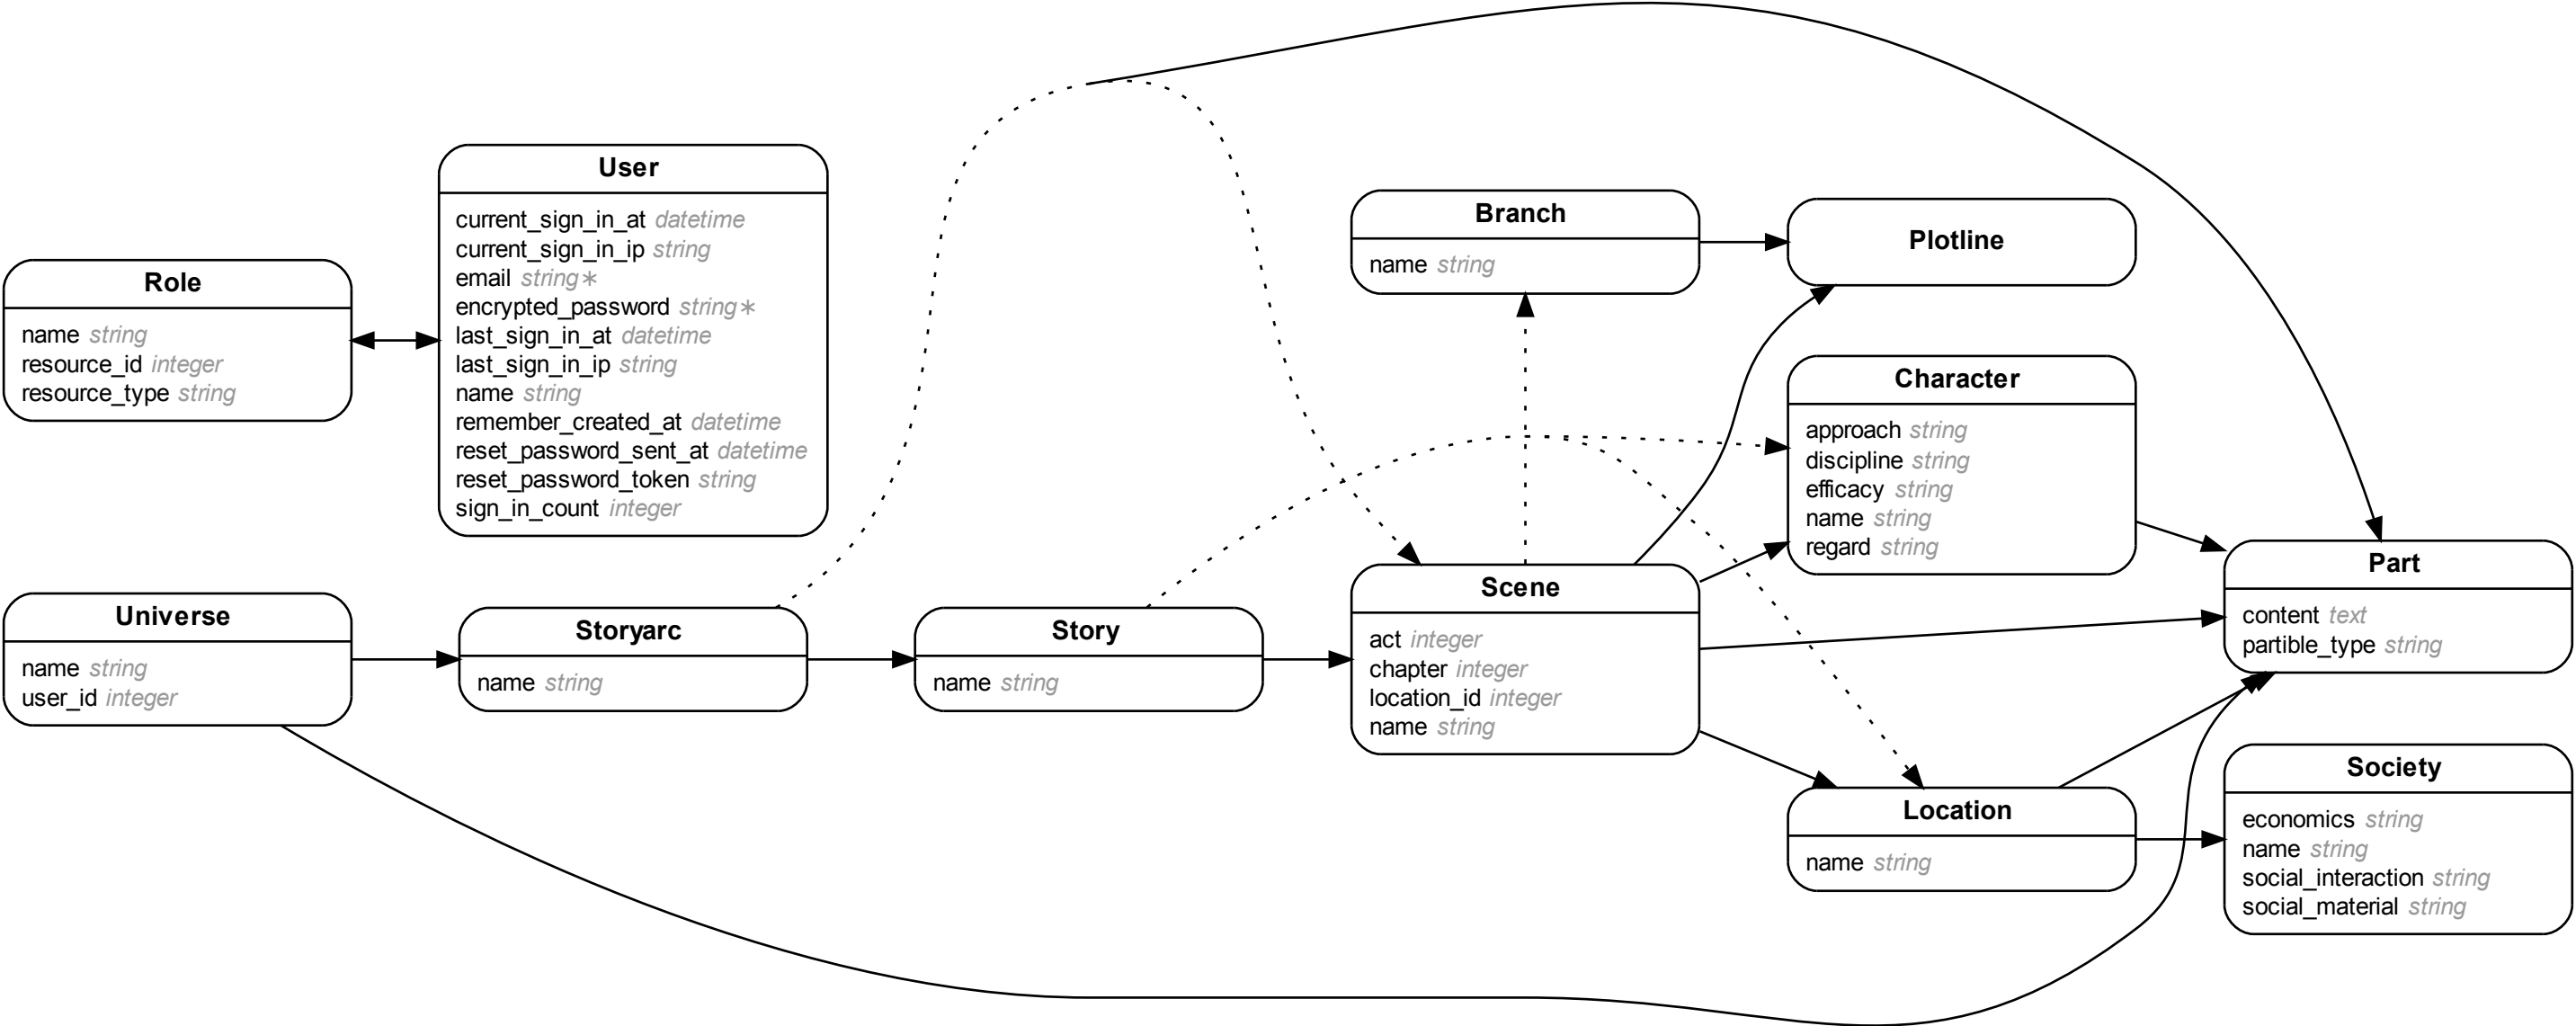 User
current_sign_in_at datetime
current_sign_in_ip string
email string∗
encrypted_password string∗
last_sign_in_at datetime
last_sign_in_ip string
name string
remember_created_at datetime
reset_password_sent_at datetime
reset_password_token string
sign_in_count integer
Role
name string
resource_id integer
resource_type string
Branch
name string
Plotline
Character
approach string
discipline string
efficacy string
name string
regard string
Universe
name string
user_id integer
Storyarc
name string
Story
name string
Scene
act integer
chapter integer
location_id integer
name string
Part
content text
partible_type string
Location
name string
Society
economics string
name string
social_interaction string
social_material string